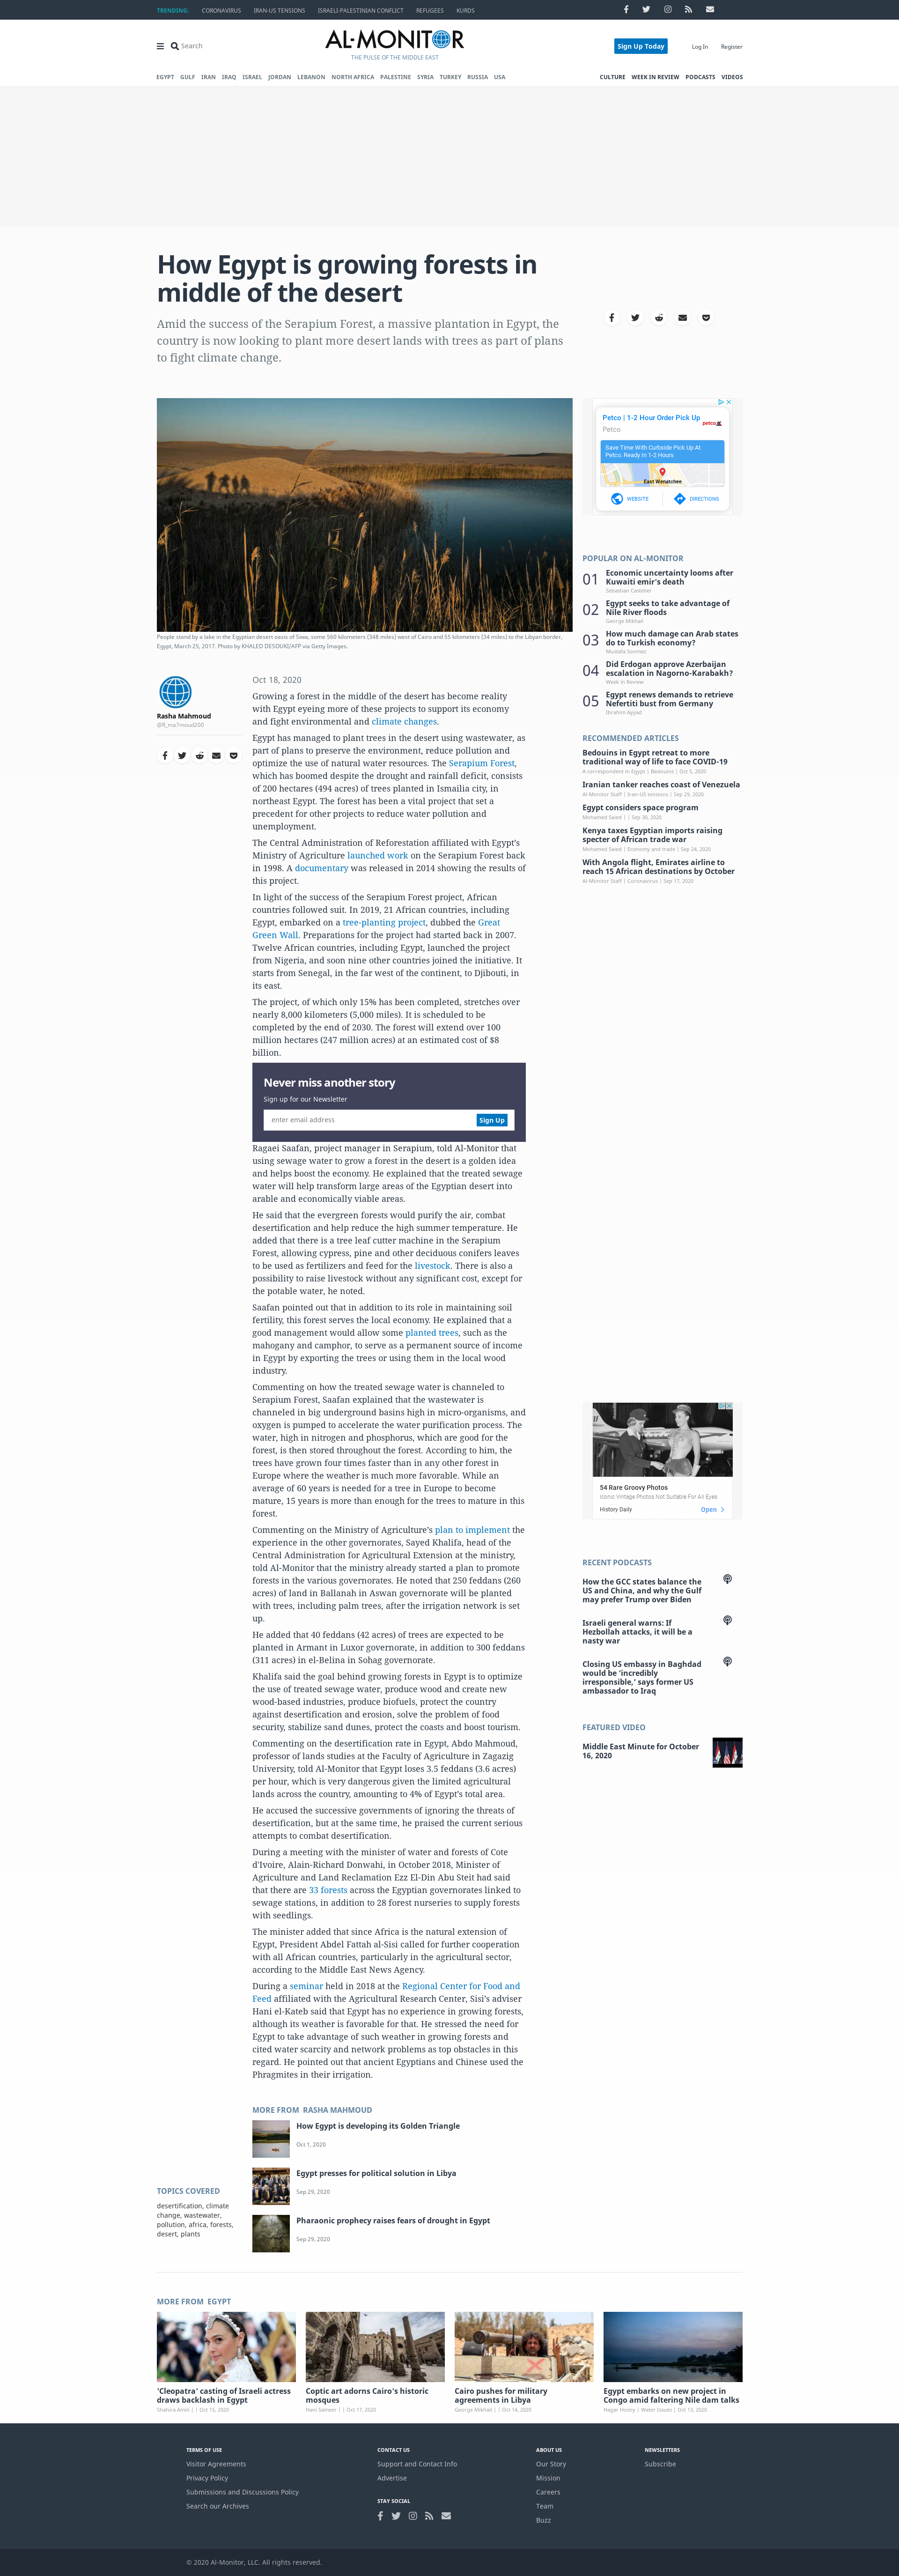 TRENDING: CORONAVIRUS IRAN-US TENSIONS ISRAELI-PALESTINIAN CONFLICT REFUGEES KURDS
Search
AL-MONITOR
THE PULSE OF THE MIDDLE EAST
Sign Up Today
Log In
Register
EGYPT GULF IRAN IRAQ ISRAEL JORDAN LEBANON NORTH AFRICA PALESTINE SYRIA TURKEY RUSSIA USA
CULTURE WEEK IN REVIEW PODCASTS VIDEOS
How Egypt is growing forests in
middle of the desert
Amid the success of the Serapium Forest, a massive plantation in Egypt, the
country is now looking to plant more desert lands with trees as part of plans
to fight climate change.
People stand by a lake in the Egyptian desert oasis of Siwa, some 560 kilometers (348 miles) west of Cairo and 55 kilometers (34 miles) to the Libyan border,
Egypt, March 25, 2017. Photo by KHALED DESOUKI/AFP via Getty Images.
Rasha Mahmoud
Oct 18, 2020
Growing a forest in the middle of the desert has become reality
with Egypt eyeing more of these projects to support its economy
and fight environmental and climate changes.
Egypt has managed to plant trees in the desert using wastewater, as
part of plans to preserve the environment, reduce pollution and
optimize the use of natural water resources. The Serapium Forest,
which has boomed despite the drought and rainfall deficit, consists
of 200 hectares (494 acres) of trees planted in Ismailia city, in
northeast Egypt. The forest has been a vital project that has
contributed to reducing the pollution of waterways and
unemployment.
The Central Administration of Reforestation affiliated with Egypt's
Ministry of Agriculture launched work on the Serapium Forest back
in 1998. A documentary was released in 2014 showing the results of
this project.
In light of the success of the Serapium Forest project, African
countries followed suit. In 2019, 21 African countries, including
Egypt, embarked on a tree-planting project, dubbed the Great
Green Wall. Preparations for the project had started back in 2007.
Twelve African countries, including Egypt, launched the project
from Nigeria, and soon nine other countries joined the initiative. It
starts from Senegal, in the far west of the continent, to Djibouti, in
its east.
The project, of which only 15% has been completed, stretches over
nearly 8,000 kilometers (5,000 miles). It is scheduled to be
completed by the end of 2030. The forest will extend over 100
million hectares (247 million acres) at an estimated cost of $8
billion.
Never miss another story
Sign up for our Newsletter
enter email address
Sign Up
Ragaei Saafan, project manager in Serapium, told Al-Monitor that
using sewage water to grow a forest in the desert is a golden idea
and helps boost the economy. He explained that the treated sewage
water will help transform large areas of the Egyptian desert into
arable and economically viable areas.
He said that the evergreen forests would purify the air, combat
desertification and help reduce the high summer temperature. He
added that there is a tree leaf cutter machine in the Serapium
Forest, allowing cypress, pine and other deciduous conifers leaves
to be used as fertilizers and feed for the livestock. There is also a
possibility to raise livestock without any significant cost, except for
the potable water, he noted.
Saafan pointed out that in addition to its role in maintaining soil
fertility, this forest serves the local economy. He explained that a
good management would allow some planted trees, such as the
mahogany and camphor, to serve as a permanent source of income
in Egypt by exporting the trees or using them in the local wood
industry.
Commenting on how the treated sewage water is channeled to
Serapium Forest, Saafan explained that the wastewater is
channeled in big underground basins high in micro-organisms, and
oxygen is pumped to accelerate the water purification process. The
water, high in nitrogen and phosphorus, which are good for the
forest, is then stored throughout the forest. According to him, the
trees have grown four times faster than in any other forest in
Europe where the weather is much more favorable. While an
average of 60 years is needed for a tree in Europe to become
mature, 15 years is more than enough for the trees to mature in this
forest.
Commenting on the Ministry of Agriculture's plan to implement the
experience in the other governorates, Sayed Khalifa, head of the
Central Administration for Agricultural Extension at the ministry,
told Al-Monitor that the ministry already started a plan to promote
forests in the various governorates. He noted that 250 feddans (260
acres) of land in Ballanah in Aswan governorate will be planted
with trees, including palm trees, after the irrigation network is set
up.
He added that 40 feddans (42 acres) of trees are expected to be
planted in Armant in Luxor governorate, in addition to 300 feddans
(311 acres) in el-Belina in Sohag governorate.
Khalifa said the goal behind growing forests in Egypt is to optimize
the use of treated sewage water, produce wood and create new
wood-based industries, produce biofuels, protect the country
against desertification and erosion, solve the problem of food
security, stabilize sand dunes, protect the coasts and boost tourism.
Commenting on the desertification rate in Egypt, Abdo Mahmoud,
professor of lands studies at the Faculty of Agriculture in Zagazig
University, told Al-Monitor that Egypt loses 3.5 feddans (3.6 acres)
per hour, which is very dangerous given the limited agricultural
lands across the country, amounting to 4% of Egypt's total area.
He accused the successive governments of ignoring the threats of
desertification, but at the same time, he praised the current serious
attempts to combat desertification.
During a meeting with the minister of water and forests of Cote
d'Ivoire, Alain-Richard Donwahi, in October 2018, Minister of
Agriculture and Land Reclamation Ezz El-Din Abu Steit had said
that there are 33 forests across the Egyptian governorates linked to
sewage stations, in addition to 28 forest nurseries to supply forests
with seedlings.
The minister added that since Africa is the natural extension of
Egypt, President Abdel Fattah al-Sisi called for further cooperation
with all African countries, particularly in the agricultural sector,
according to the Middle East News Agency.
During a seminar held in 2018 at the Regional Center for Food and
Feed affiliated with the Agricultural Research Center, Sisi's adviser
Hani el-Kateb said that Egypt has no experience in growing forests,
although its weather is favorable for that. He stressed the need for
Egypt to take advantage of such weather in growing forests and
cited water scarcity and network problems as top obstacles in this
regard. He pointed out that ancient Egyptians and Chinese used the
Phragmites in their irrigation.
Petco | 1-2 Hour Order Pick Up
Petco
petco
Save Time With Curbside Pick Up At
Petco. Ready In 1-2 Hours
East Wenatchee
WEBSITE
DIRECTIONS
POPULAR ON AL-MONITOR
01 Economic uncertainty looms after
Kuwaiti emir's death
Sebastian Castelier
02 Egypt seeks to take advantage of
Nile River floods
George Mikhail
03 How much damage can Arab states
do to Turkish economy?
Mustafa Sonmez
04 Did Erdogan approve Azerbaijan
escalation in Nagorno-Karabakh?
Week in Review
05 Egypt renews demands to retrieve
Nefertiti bust from Germany
Ibrahim Ayyad
RECOMMENDED ARTICLES
Bedouins in Egypt retreat to more
traditional way of life to face COVID-19
A correspondent in Egypt | Bedouins | Oct 5, 2020
Iranian tanker reaches coast of Venezuela
Al-Monitor Staff | Iran-US tensions | Sep 29, 2020
Egypt considers space program
Mohamed Saied | | Sep 30, 2020
Kenya taxes Egyptian imports raising
specter of African trade war
Mohamed Saied | Economy and trade | Sep 24, 2020
With Angola flight, Emirates airline to
reach 15 African destinations by October
Al-Monitor Staff | Coronavirus | Sep 17, 2020
54 Rare Groovy Photos
Iconic Vintage Photos Not Suitable For All Eyes.
History Daily
Open
RECENT PODCASTS
How the GCC states balance the
US and China, and why the Gulf
may prefer Trump over Biden
Israeli general warns: If
Hezbollah attacks, it will be a
nasty war
Closing US embassy in Baghdad
would be 'incredibly
irresponsible,' says former US
ambassador to Iraq
FEATURED VIDEO
Middle East Minute for October
16, 2020
MORE FROM RASHA MAHMOUD
How Egypt is developing its Golden Triangle
Oct 1, 2020
Egypt presses for political solution in Libya
Sep 29, 2020
Pharaonic prophecy raises fears of drought in Egypt
Sep 29, 2020
TOPICS COVERED
desertification, climate
change, wastewater,
pollution, africa, forests,
desert, plants
MORE FROM EGYPT
'Cleopatra' casting of Israeli actress
draws backlash in Egypt
Shahira Amin | | Oct 15, 2020
Coptic art adorns Cairo's historic
mosques
Hani Sameer | | Oct 17, 2020
Cairo pushes for military
agreements in Libya
George Mikhail | | Oct 14, 2020
Egypt embarks on new project in
Congo amid faltering Nile dam talks
Hagar Hosny | Water Issues | Oct 13, 2020
TERMS OF USE
Visitor Agreements
Privacy Policy
Submissions and Discussions Policy
Search our Archives
CONTACT US
Support and Contact Info
Advertise
STAY SOCIAL
ABOUT US
Our Story
Mission
Careers
Team
Buzz
NEWSLETTERS
Subscribe
© 2020 Al-Monitor, LLC. All rights reserved.